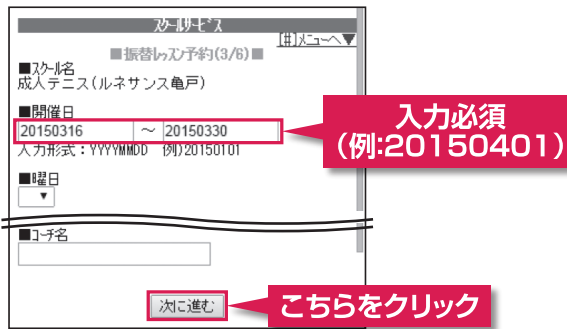 スクールサービス
[#]メニューへ▼
■振替レッスン予約(3/6)■
■スクール名
成人テニス(ルネサンス亀戸)
■開催日
20150316 ～ 20150330
入力形式：YYYYMMDD 例)20150101
入力必須
(例:20150401)
■曜日
▼
■コーチ名
次に進む
こちらをクリック